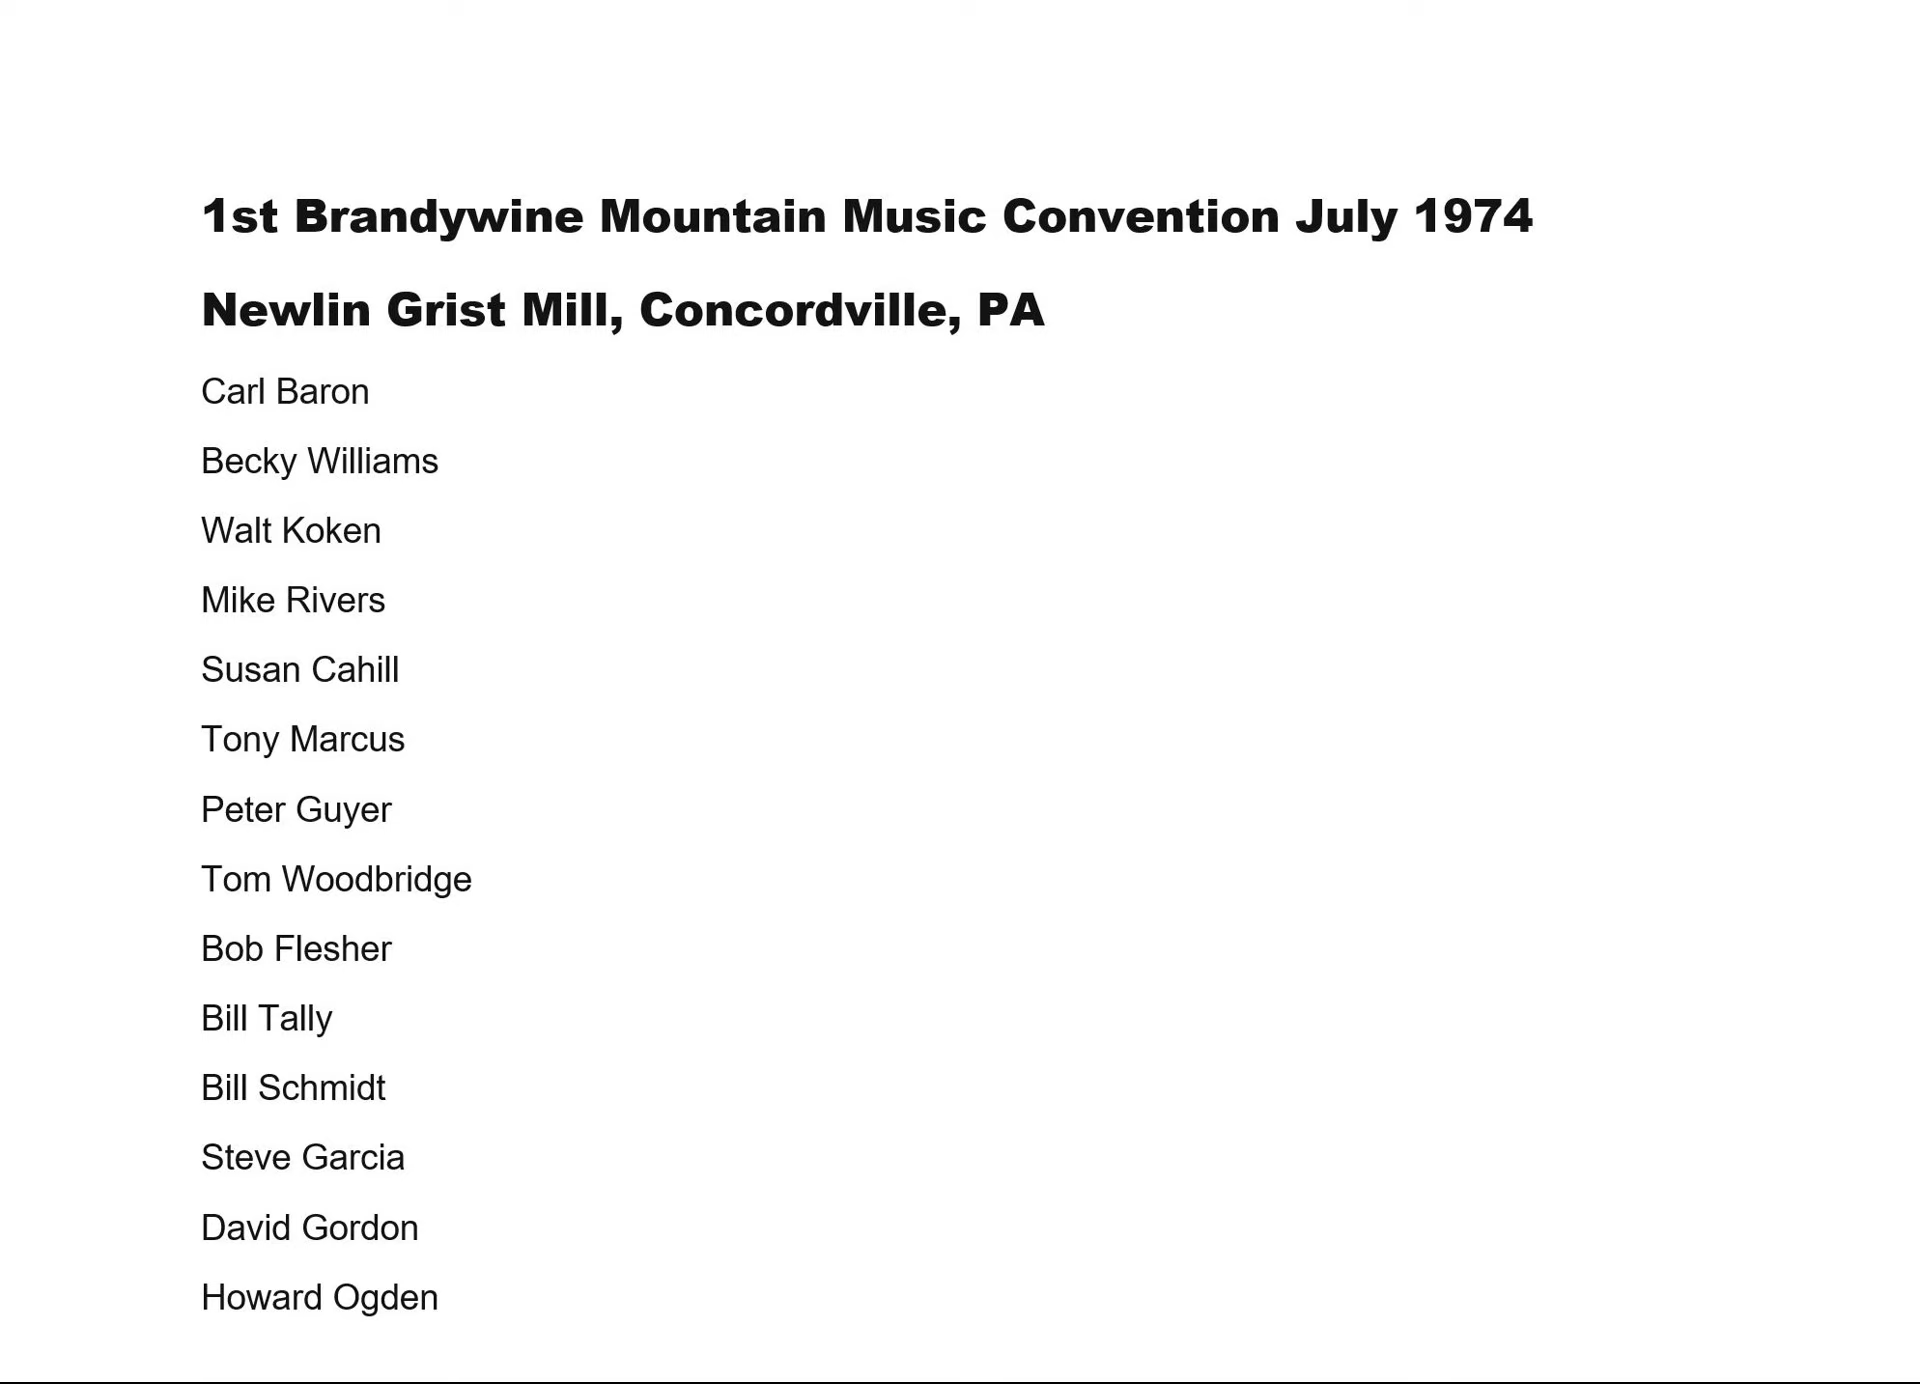 1st Brandywine Mountain Music Convention July 1974
Newlin Grist Mill, Concordville, PA
Carl Baron
Becky Williams
Walt Koken
Mike Rivers
Susan Cahill
Tony Marcus
Peter Guyer
Tom Woodbridge
Bob Flesher
Bill Tally
Bill Schmidt
Steve Garcia
David Gordon
Howard Ogden